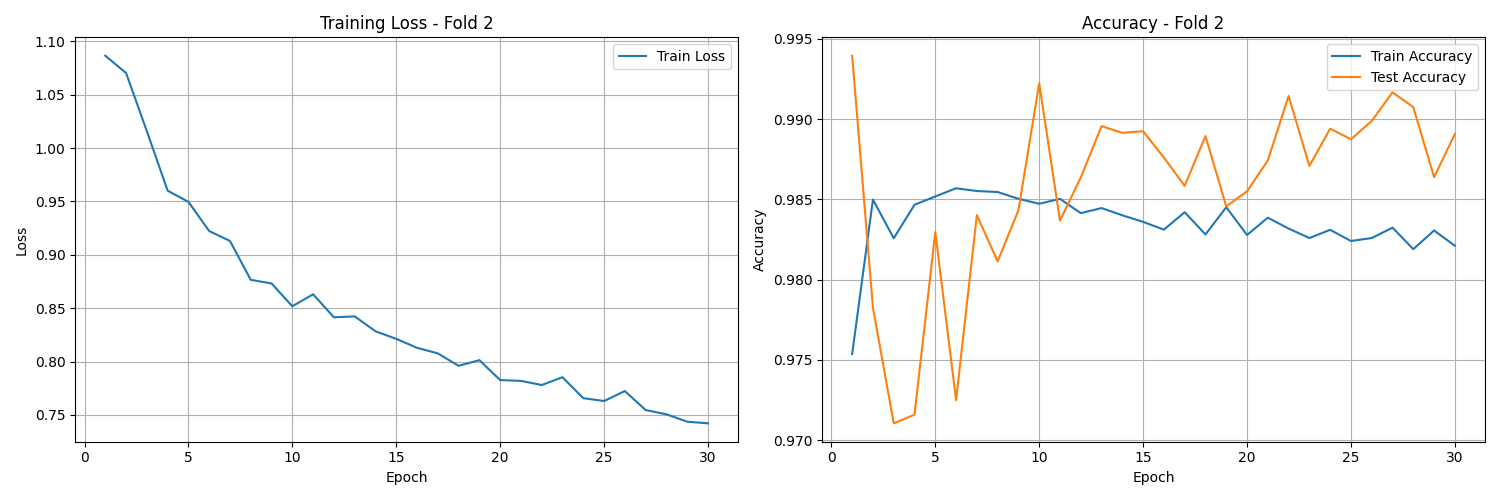 Training Loss - Fold 2
1.10
1.05
1.00
0.95
0.90
0.85
0.80
0.75
Loss
Train Loss
0 5 10 15 20 25 30
Epoch
Accuracy - Fold 2
0.995
0.990
0.985
0.980
0.975
0.970
Accuracy
Train Accuracy
Test Accuracy
0 5 10 15 20 25 30
Epoch